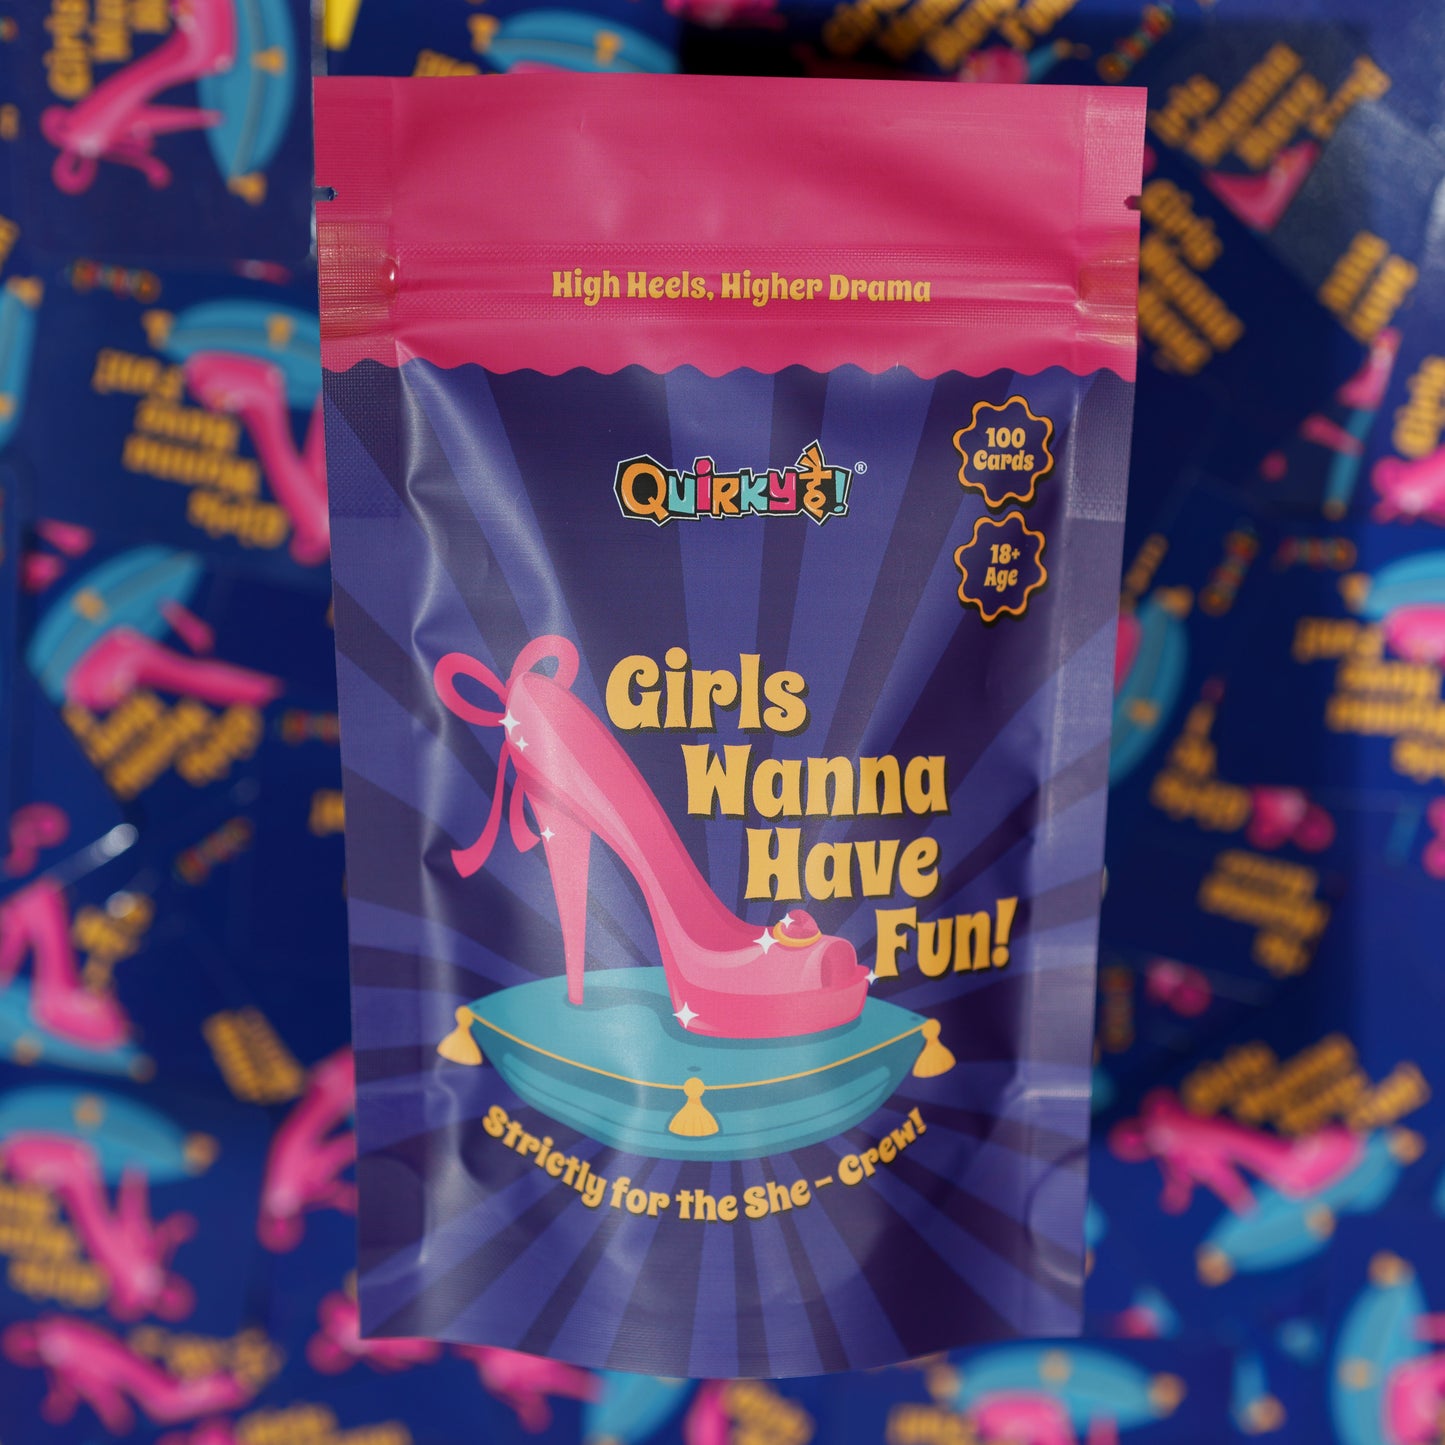 High Heels, Higher Drama
100
Cards
QUIRKY है! ®
18+
Age
Girls
Wanna
Have
Fun!
Strictly for the She - Crew!